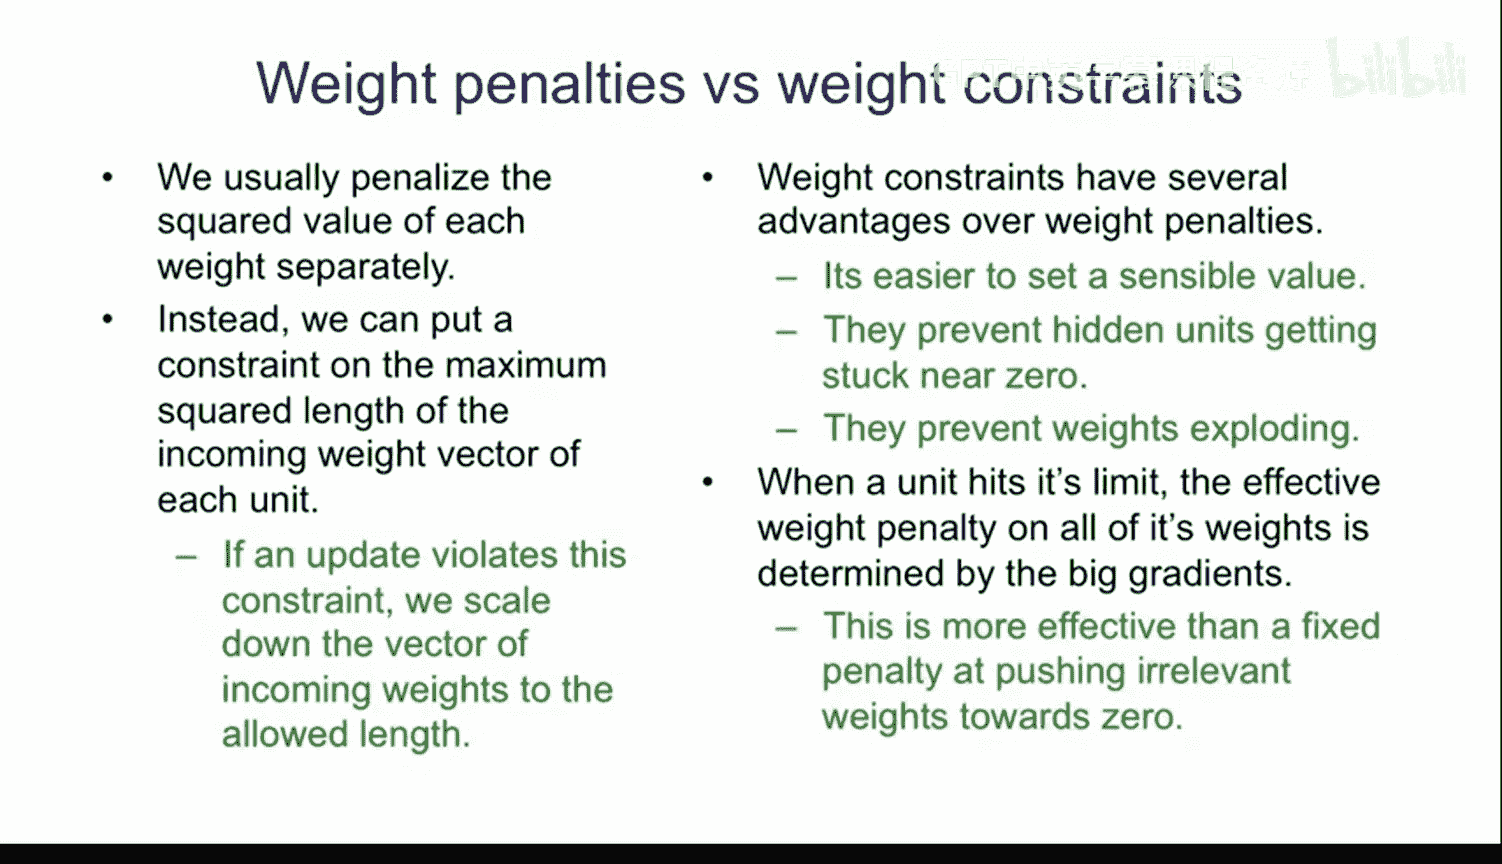 Weight penalties vs weight constraints
bilibili
• We usually penalize the
squared value of each
weight separately.
• Instead, we can put a
constraint on the maximum
squared length of the
incoming weight vector of
each unit.
– If an update violates this
constraint, we scale
down the vector of
incoming weights to the
allowed length.
• Weight constraints have several
advantages over weight penalties.
– Its easier to set a sensible value.
– They prevent hidden units getting
stuck near zero.
– They prevent weights exploding.
• When a unit hits it’s limit, the effective
weight penalty on all of it’s weights is
determined by the big gradients.
– This is more effective than a fixed
penalty at pushing irrelevant
weights towards zero.